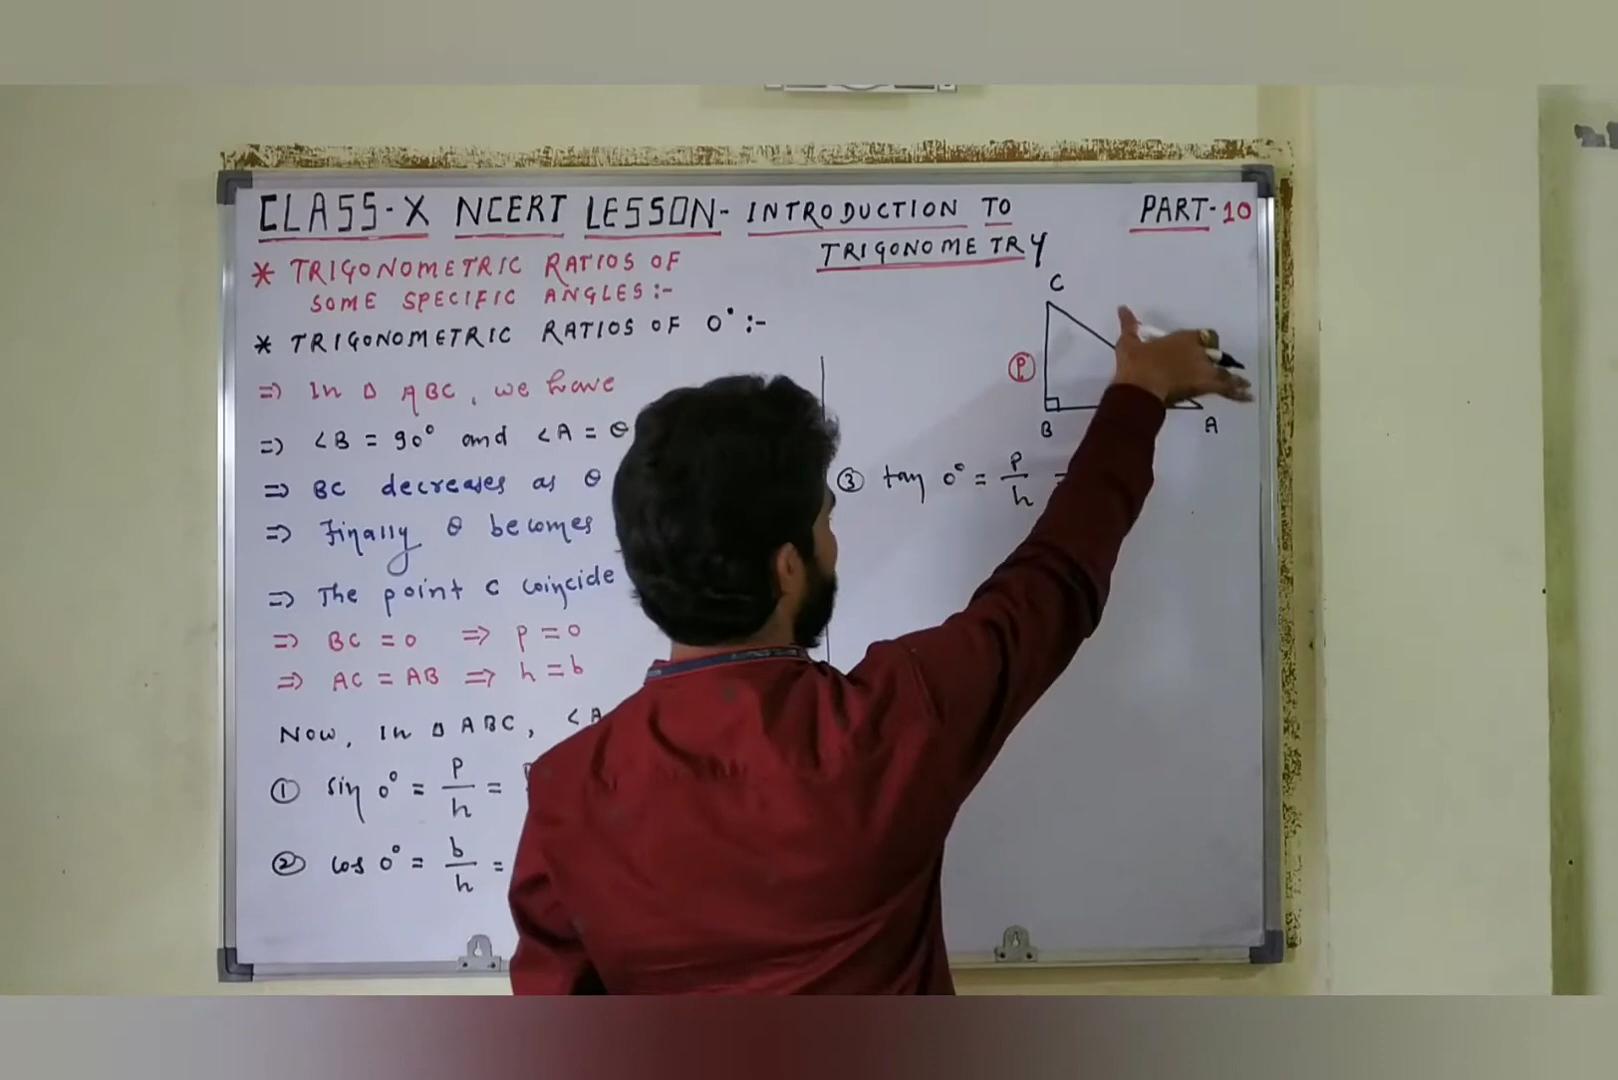 CLASS-X NCERT LESSON- INTRODUCTION TO
TRIGONOMETRY
PART-10
* TRIGONOMETRIC RATIOS OF
SOME SPECIFIC ANGLES:-
* TRIGONOMETRIC RATIOS OF 0°:-
=> In Δ ABC, we have
=> ∠B = 90° and ∠A = θ
=> BC decreases as θ
=> Finally θ becomes
=> The point C coincide
=> BC = 0 => p = 0
=> AC = AB => h = b
Now, In Δ ABC, ∠A
① sin 0° = p/h =
② cos 0° = b/h =
C
P
B
A
③ tan 0° = p/h =